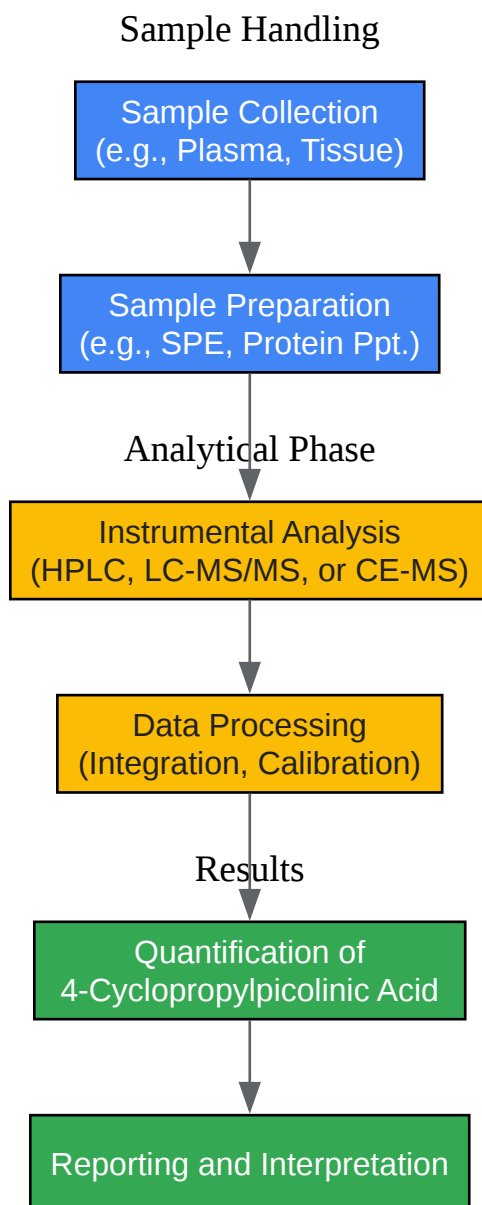 Sample Handling
Sample Collection
(e.g., Plasma, Tissue)
Sample Preparation
(e.g., SPE, Protein Ppt.)
Analytical Phase
Instrumental Analysis
(HPLC, LC-MS/MS, or CE-MS)
Data Processing
(Integration, Calibration)
Results
Quantification of
4-Cyclopropylpicolinic Acid
Reporting and Interpretation